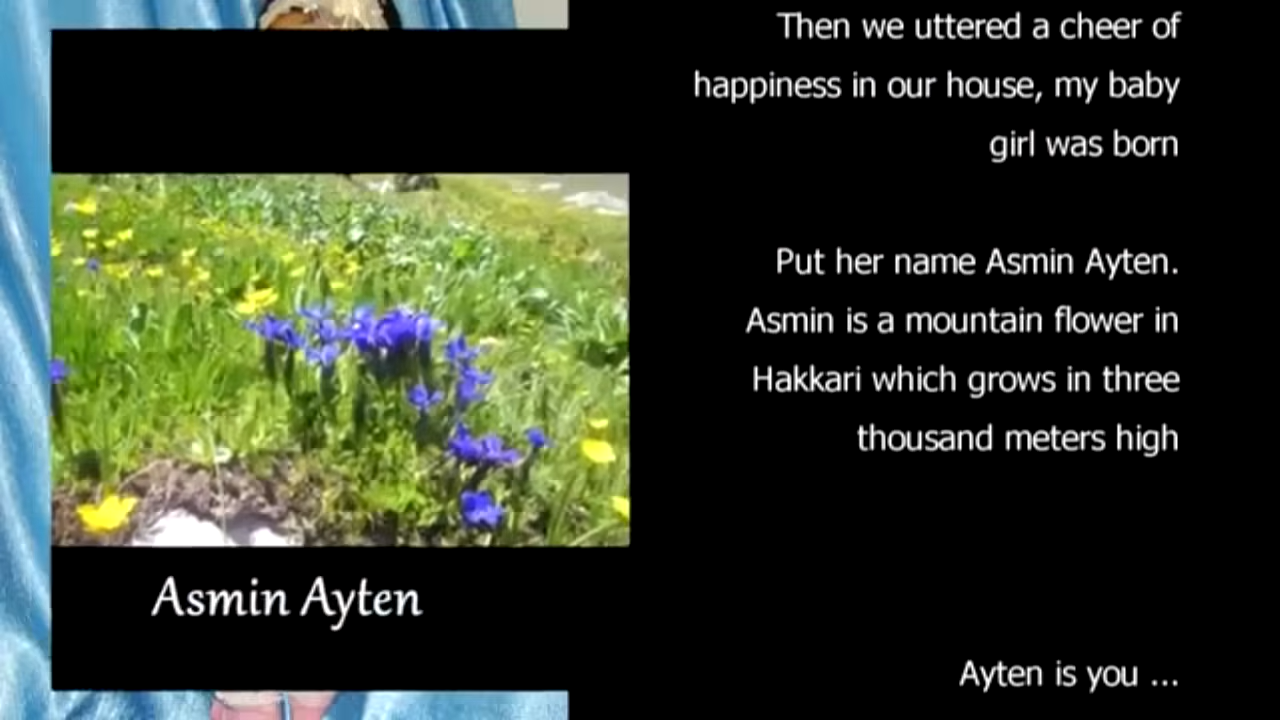 Then we uttered a cheer of
happiness in our house, my baby
girl was born
Put her name Asmin Ayten.
Asmin is a mountain flower in
Hakkari which grows in three
thousand meters high
Asmin Ayten
Ayten is you ...